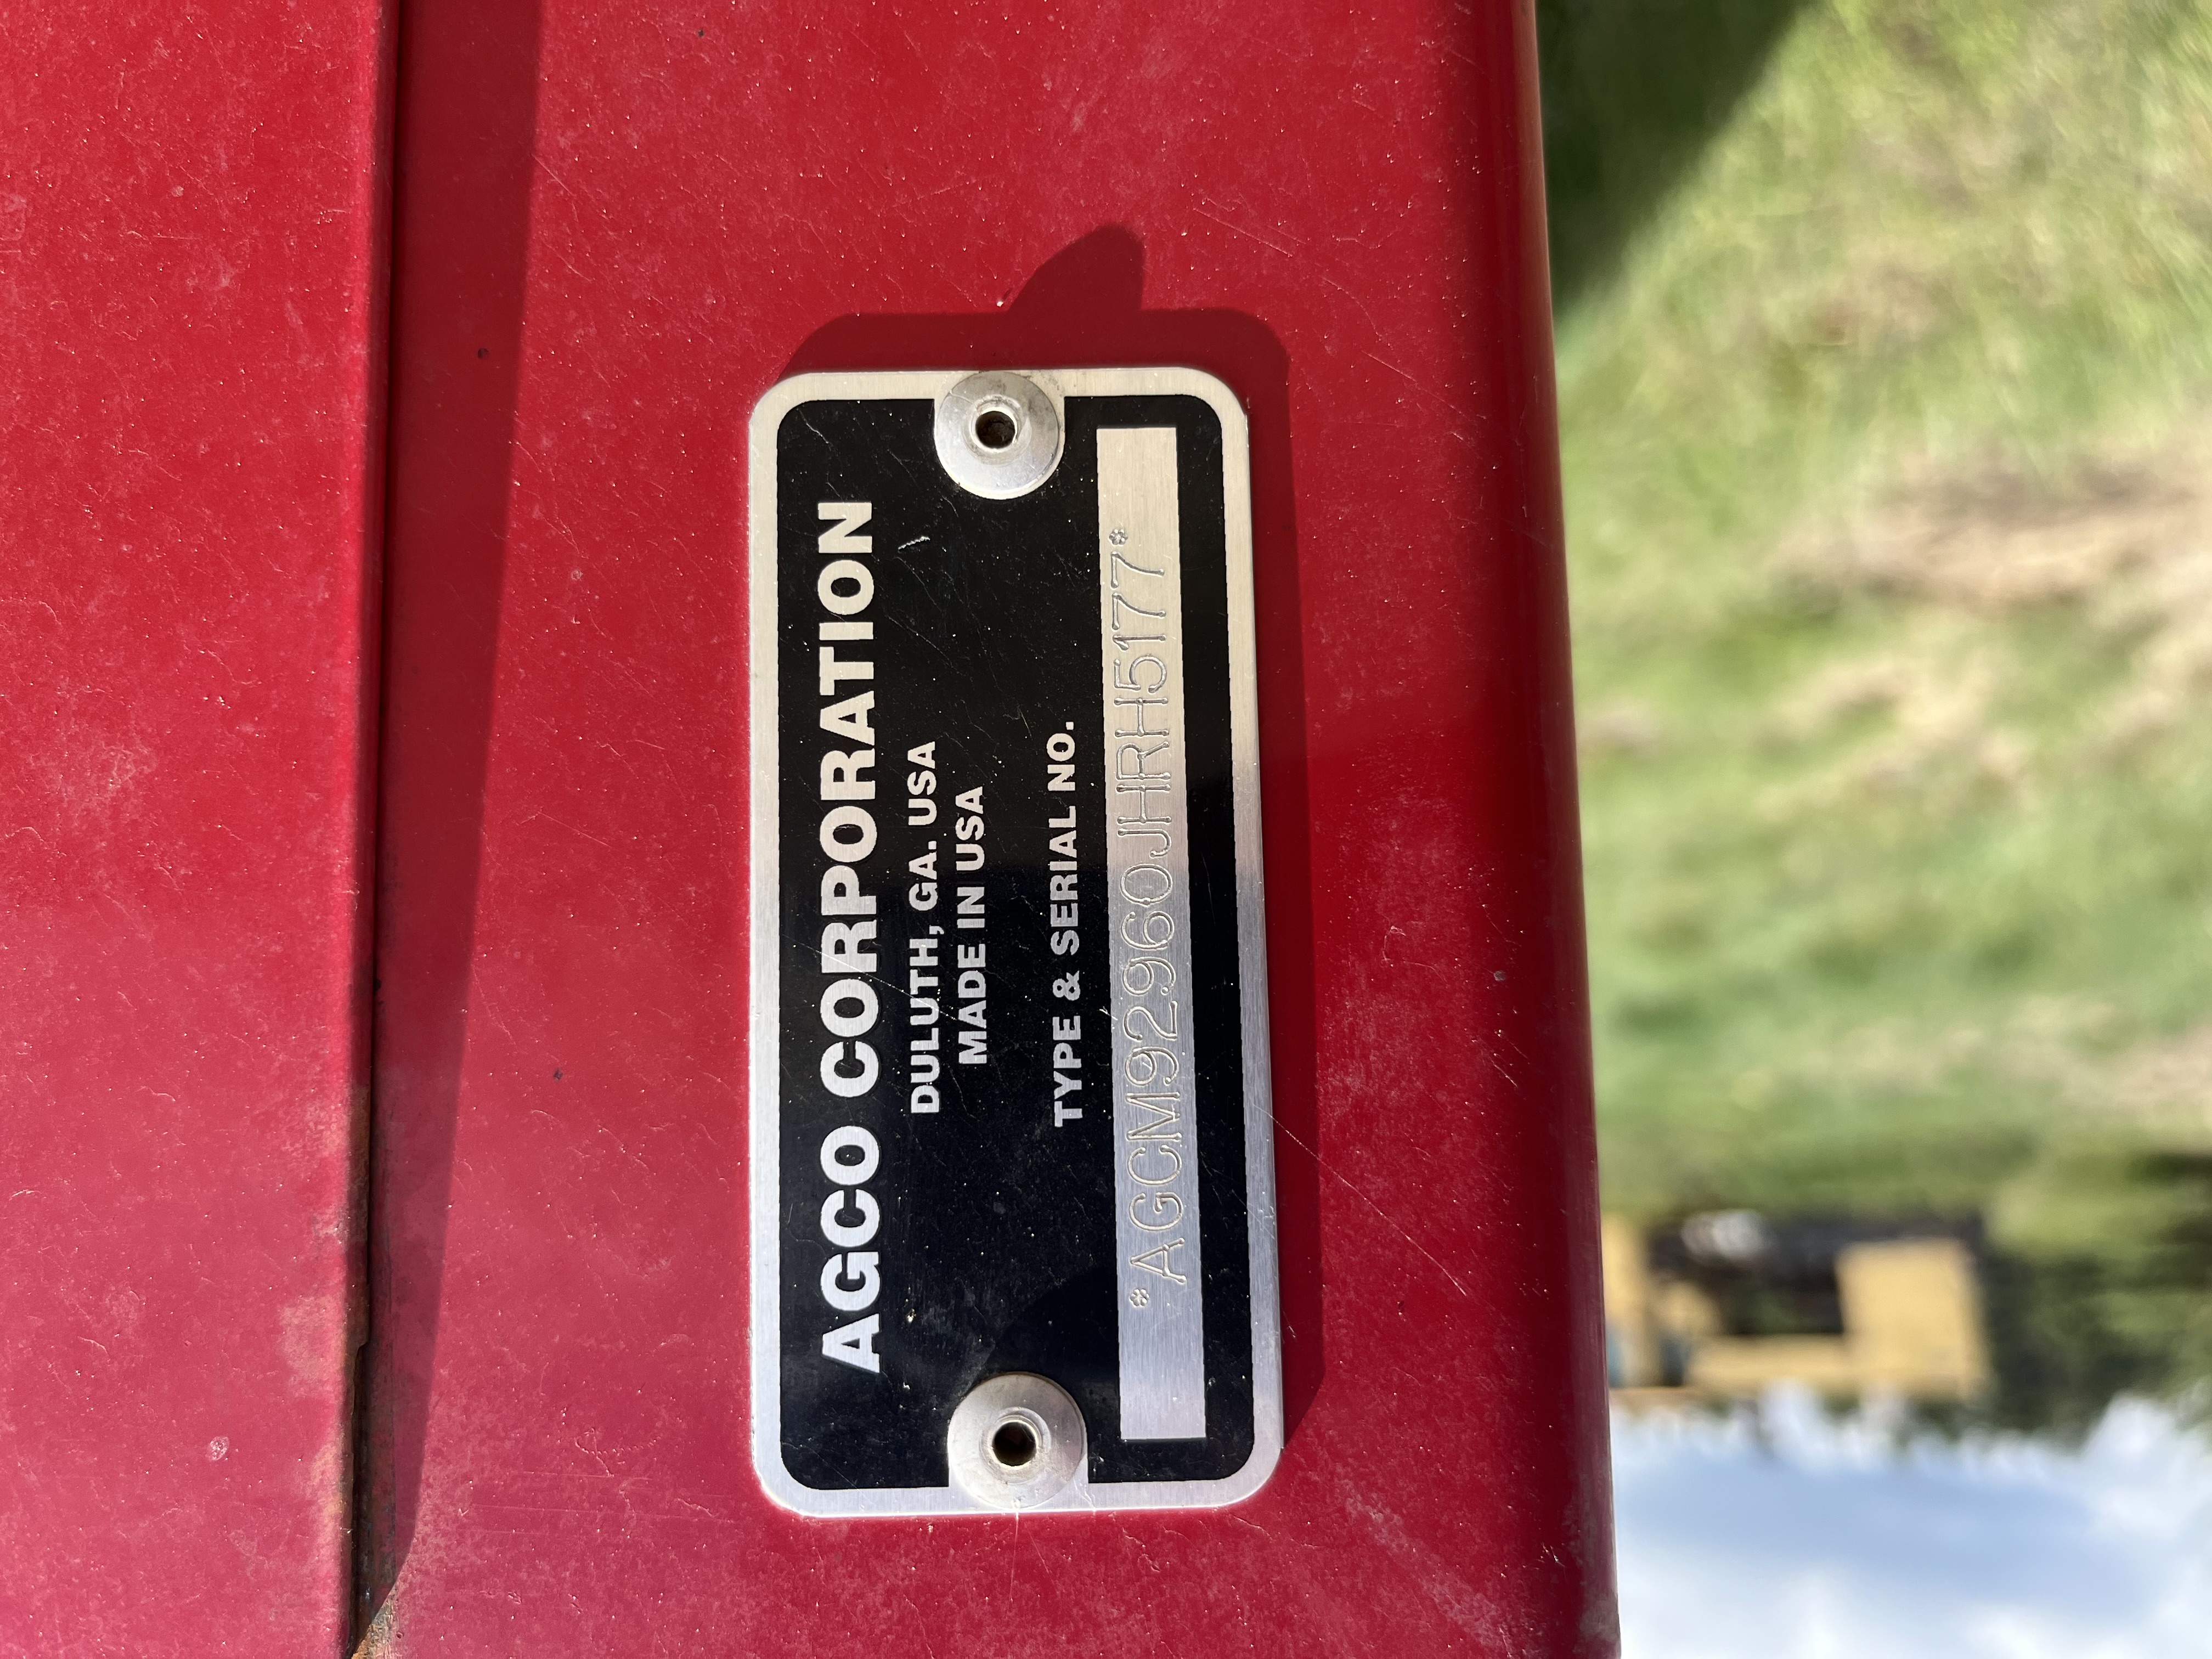 AGCO CORPORATION
DULUTH, GA. USA
MADE IN USA
TYPE & SERIAL NO.
*AGCM92960JHRH5177*